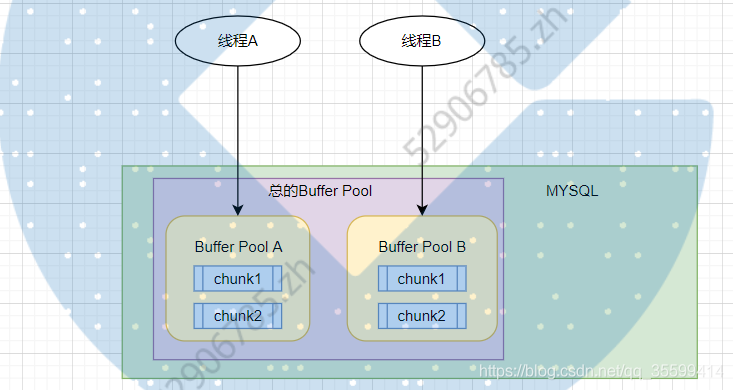 线程A
线程B
52906785.zh
总的Buffer Pool
MYSQL
Buffer Pool A
Buffer Pool B
chunk1
chunk1
chunk2
chunk2
52906785.zh
https://blog.csdn.net/qq_35599414